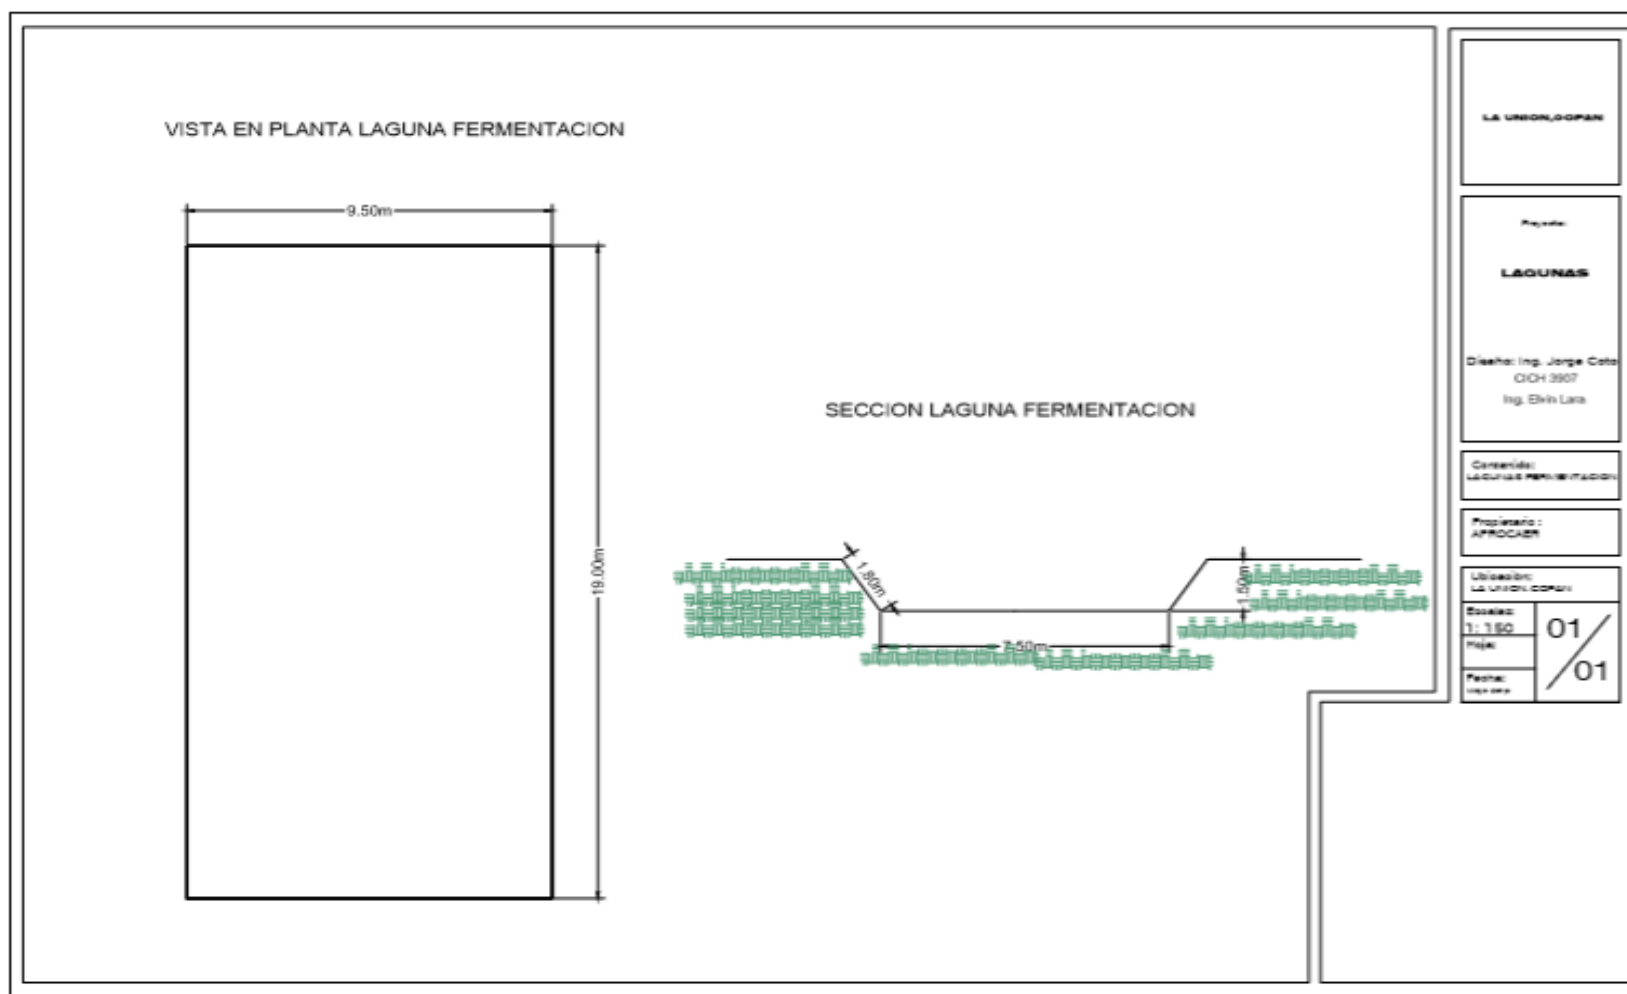 VISTA EN PLANTA LAGUNA FERMENTACION
9.50m
19.00m
SECCION LAGUNA FERMENTACION
1.80m
1.50m
7.50m
LA UNION,COPAN
Proyecto:
LAGUNAS
Diseño: Ing. Jorge Coto
CICH 3907
Ing. Elvin Lara
Contenido:
LAGUNAS FERMENTACION
Propietario :
APROCAER
Ubicación:
LA UNION, COPAN
Escalas:
1: 150
Hoja:
Fecha:
01
01